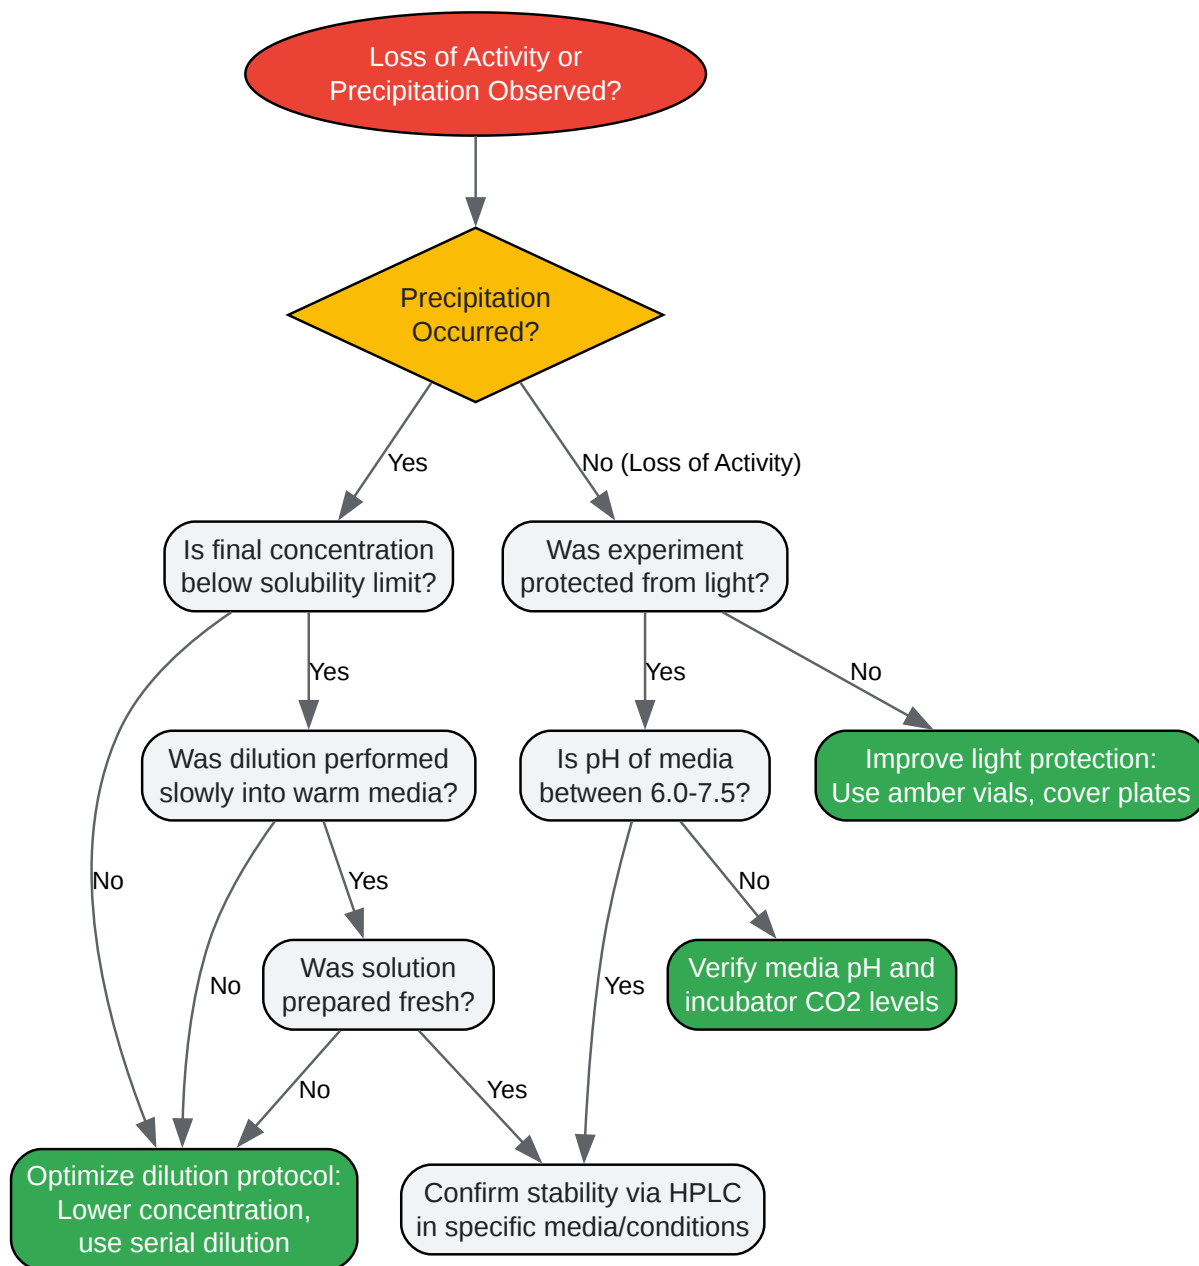 Loss of Activity or
Precipitation Observed?
Precipitation
Occurred?
Yes
No (Loss of Activity)
Is final concentration
below solubility limit?
Was experiment
protected from light?
Yes
Yes
No
Was dilution performed
slowly into warm media?
Is pH of media
between 6.0-7.5?
Improve light protection:
Use amber vials, cover plates
No
Yes
No
Was solution
prepared fresh?
Verify media pH and
incubator CO2 levels
No
Yes
No
Yes
Optimize dilution protocol:
Lower concentration,
use serial dilution
Confirm stability via HPLC
in specific media/conditions